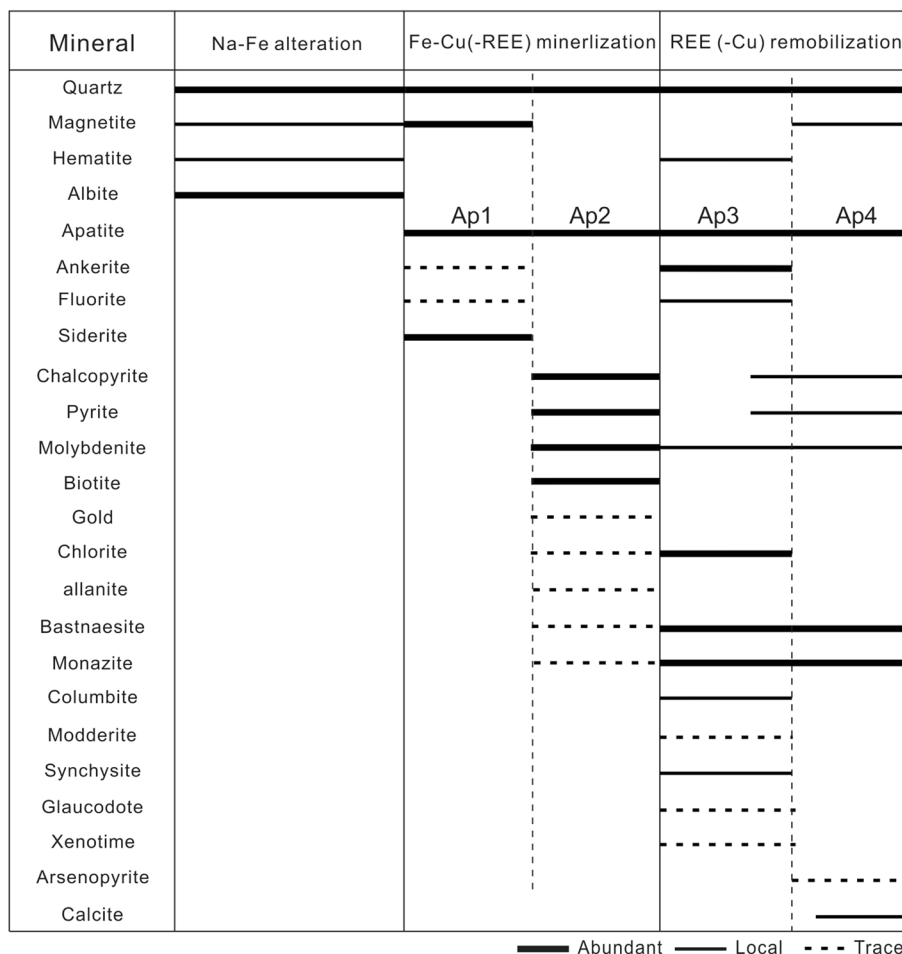 Mineral Na-Fe alteration Fe-Cu(-REE) minerlization REE (-Cu) remobilization
Quartz
Magnetite
Hematite
Albite
Ap1 Ap2 Ap3 Ap4
Apatite
Ankerite
Fluorite
Siderite
Chalcopyrite
Pyrite
Molybdenite
Biotite
Gold
Chlorite
allanite
Bastnaesite
Monazite
Columbite
Modderite
Synchysite
Glaucodote
Xenotime
Arsenopyrite
Calcite
Abundant Local Trace